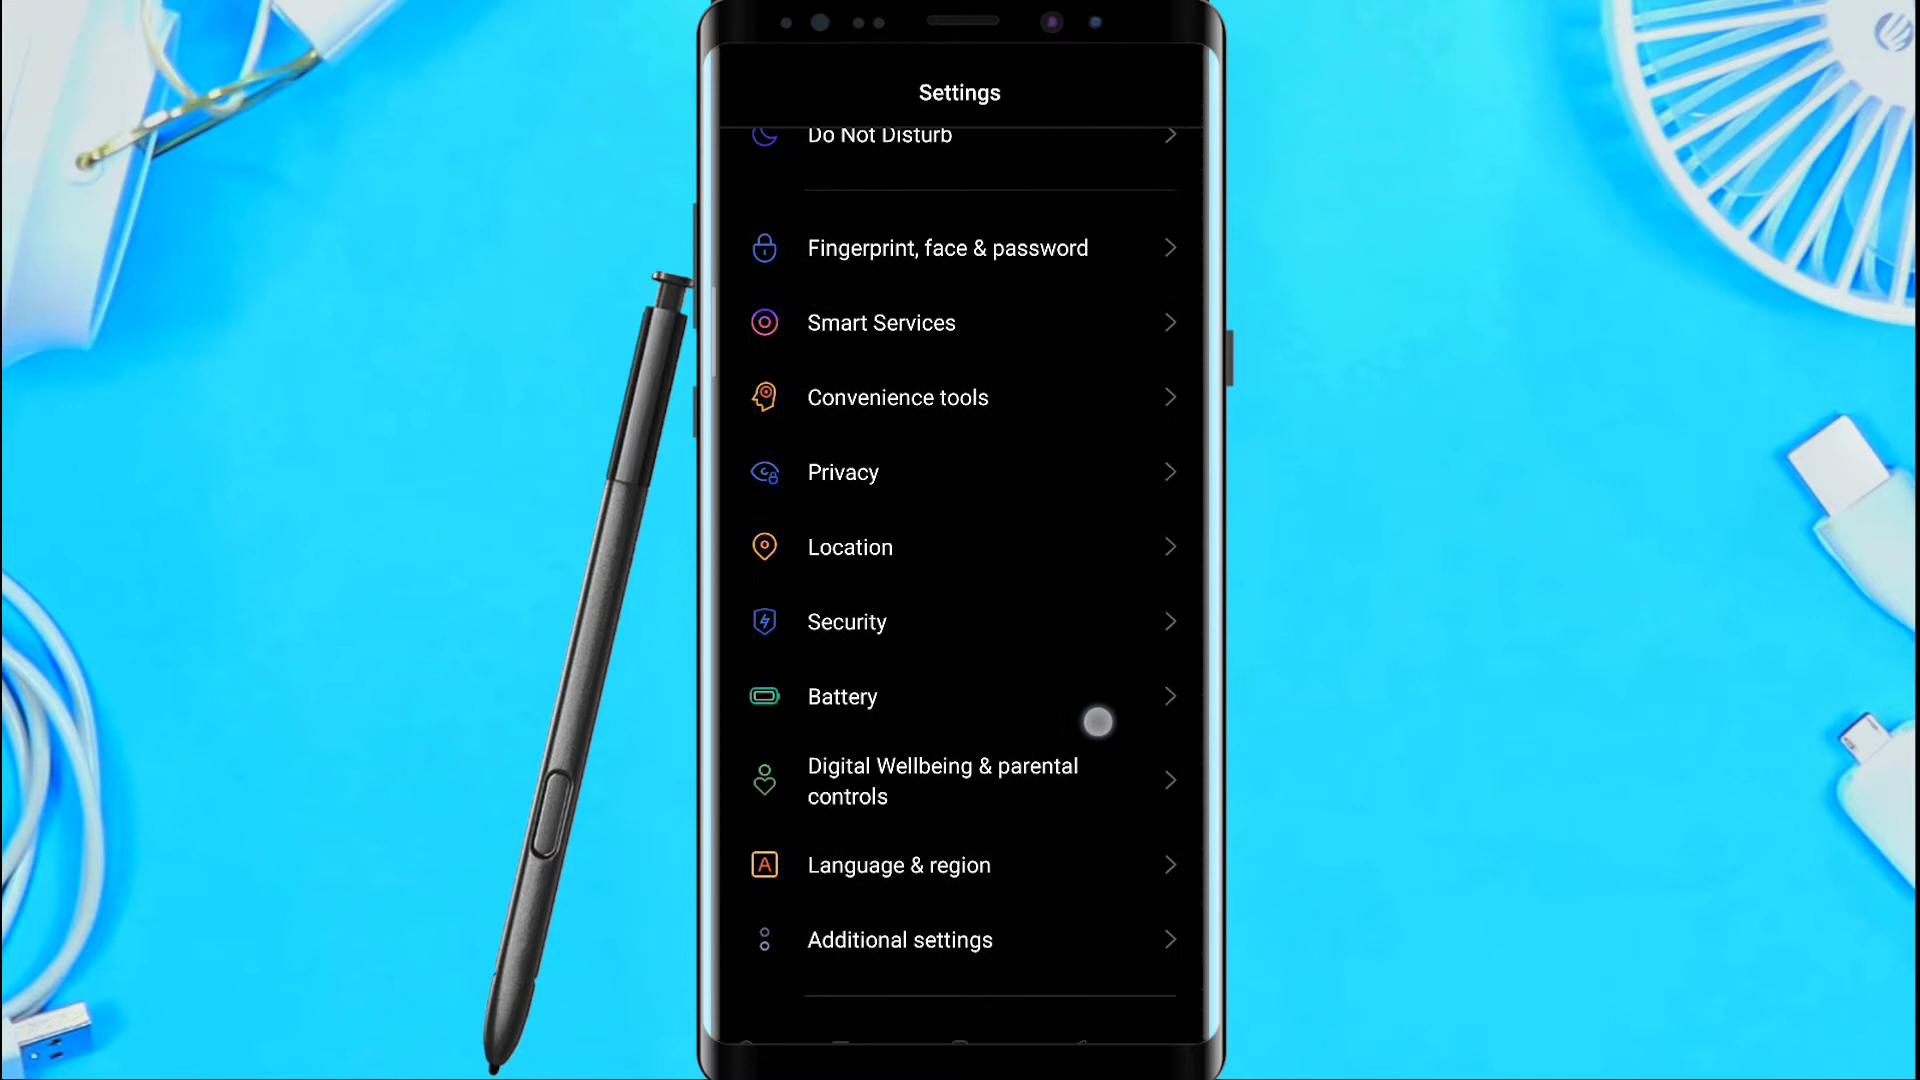 Settings
Do Not Disturb
Fingerprint, face & password
Smart Services
Convenience tools
Privacy
Location
Security
Battery
Digital Wellbeing & parental
controls
A
Language & region
Additional settings